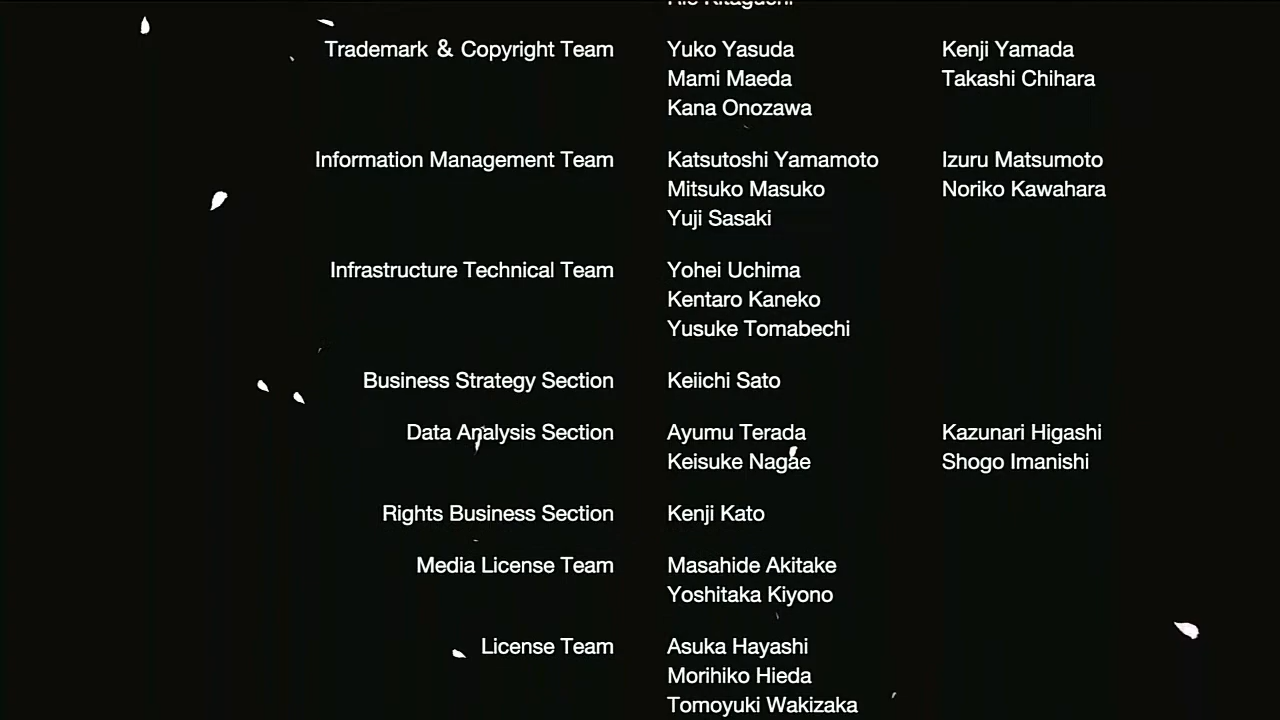 Trademark & Copyright Team Yuko Yasuda Kenji Yamada
Mami Maeda Takashi Chihara
Kana Onozawa
Information Management Team Katsutoshi Yamamoto Izuru Matsumoto
Mitsuko Masuko Noriko Kawahara
Yuji Sasaki
Infrastructure Technical Team Yohei Uchima
Kentaro Kaneko
Yusuke Tomabechi
Business Strategy Section Keiichi Sato
Data Analysis Section Ayumu Terada Kazunari Higashi
Keisuke Nagae Shogo Imanishi
Rights Business Section Kenji Kato
Media License Team Masahide Akitake
Yoshitaka Kiyono
License Team Asuka Hayashi
Morihiko Hieda
Tomoyuki Wakizaka